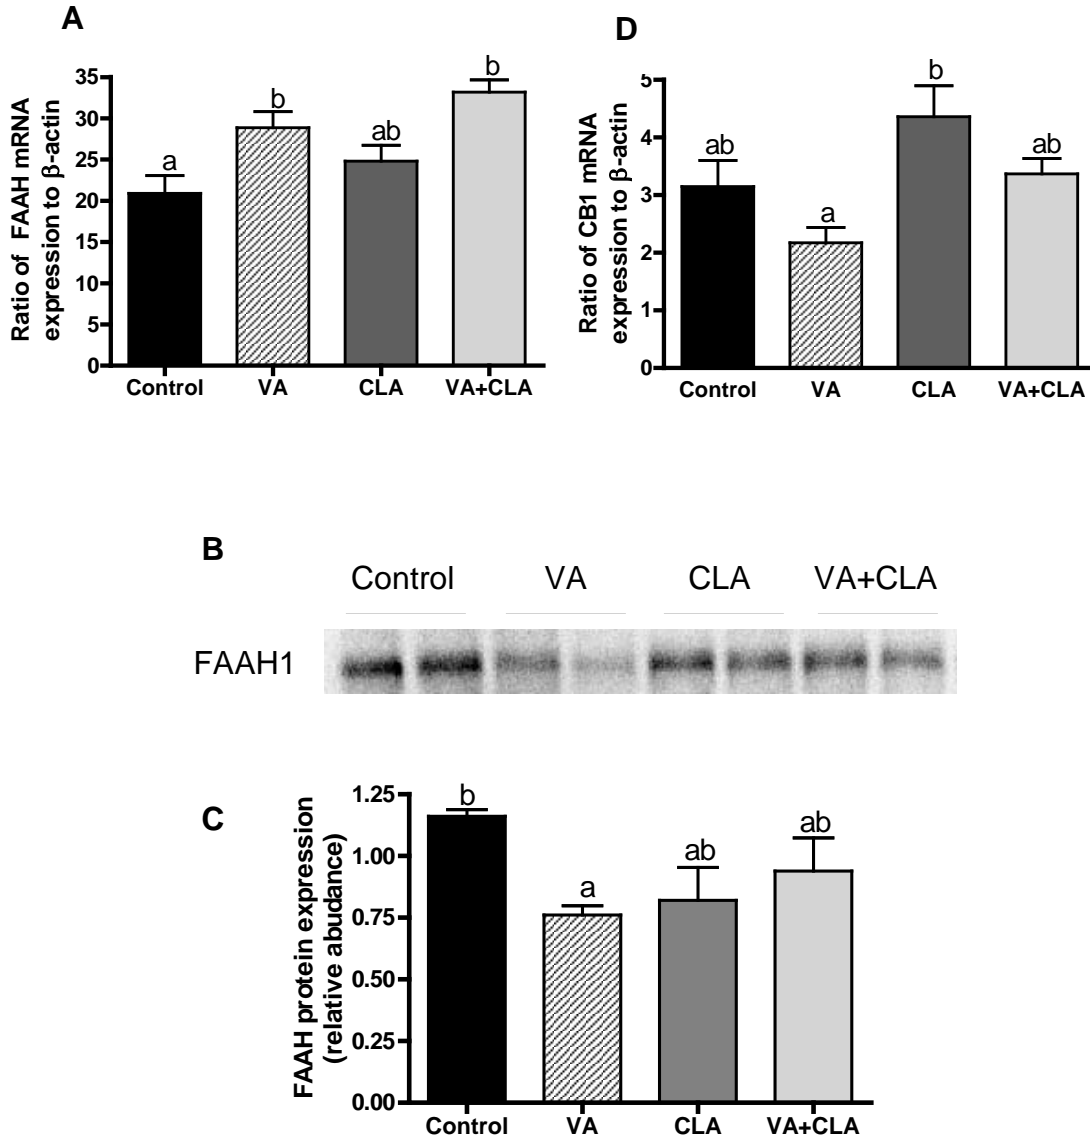 A
Ratio of FAAH mRNA
expression to β-actin
35
30
25
20
15
10
5
0
a
b
ab
b
Control
VA
CLA
VA+CLA
D
Ratio of CB1 mRNA
expression to β-actin
5
4
3
2
1
0
ab
a
b
ab
Control
VA
CLA
VA+CLA
B
Control
VA
CLA
VA+CLA
FAAH1
C
FAAH protein expression
(relative abudance)
1.25
1.00
0.75
0.50
0.25
0.00
b
a
ab
ab
Control
VA
CLA
VA+CLA